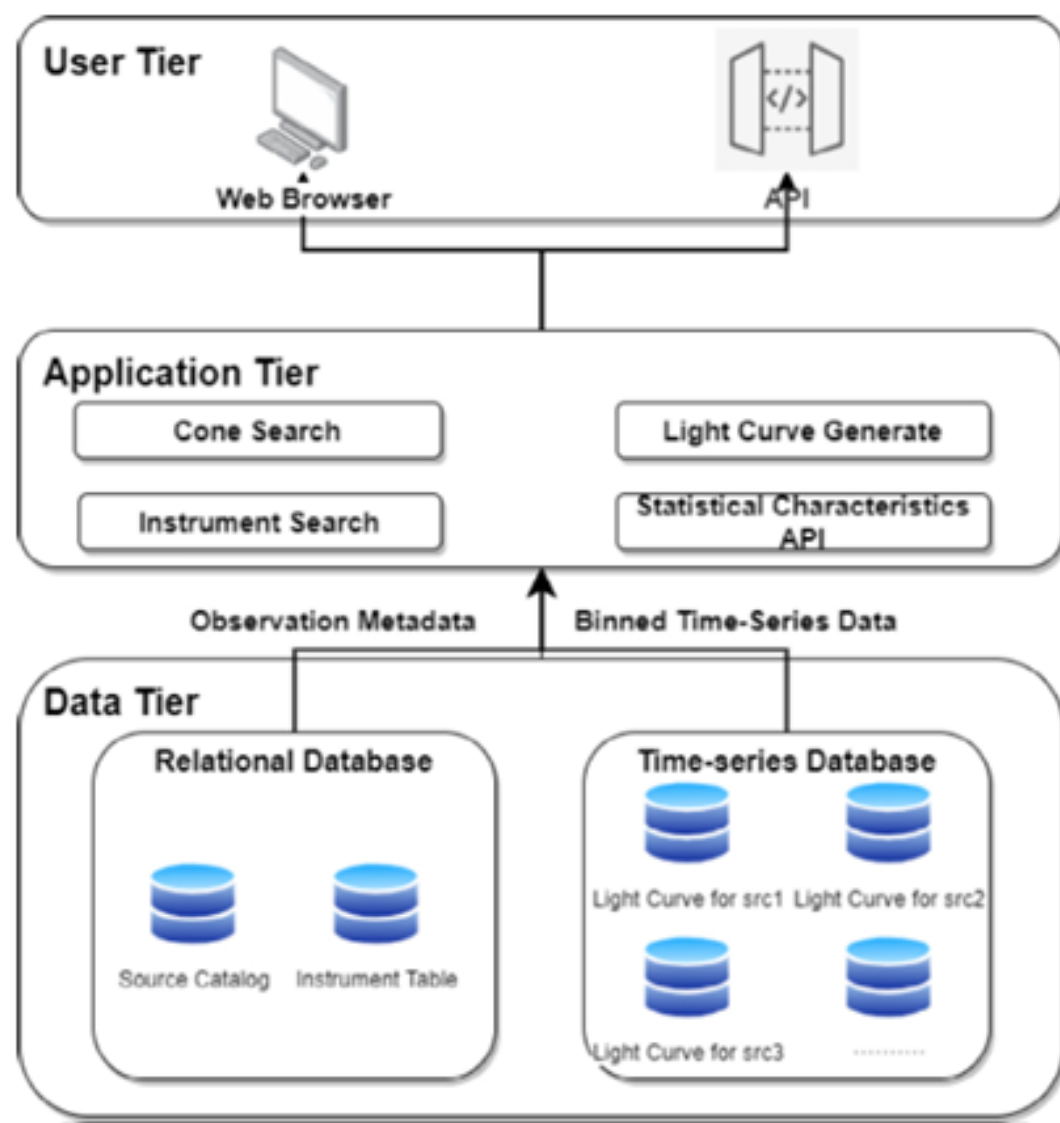 User Tier
</>
Web Browser
API
Application Tier
Cone Search
Light Curve Generate
Instrument Search
Statistical Characteristics
API
Observation Metadata
Binned Time-Series Data
Data Tier
Relational Database
Time-series Database
Light Curve for src1
Light Curve for src2
Source Catalog
Instrument Table
Light Curve for src3
..........